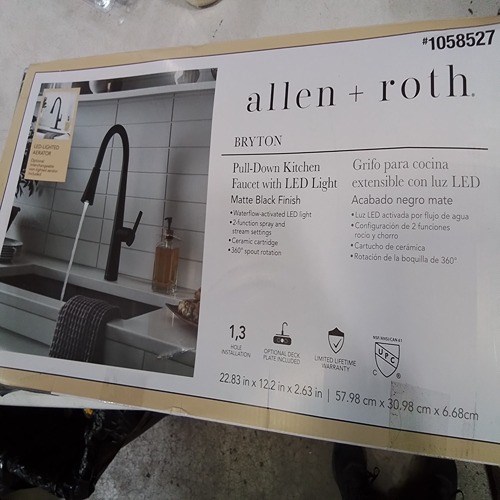 #1058527
allen + roth®
BRYTON
Pull-Down Kitchen
Faucet with LED Light
Matte Black Finish
•Waterflow-activated LED light
•2-function spray and
stream settings
•Ceramic cartridge
•360° spout rotation
Grifo para cocina
extensible con luz LED
Acabado negro mate
•Luz LED activada por flujo de agua
•Configuración de 2 funciones
rocío y chorro
•Cartucho de cerámica
•Rotación de la boquilla de 360°
LED-LIGHTED
AERATOR
1,3
HOLE
INSTALLATION
OPTIONAL DECK
PLATE INCLUDED
LIMITED LIFETIME
WARRANTY
UPC
C ®
22.83 in x 12.2 in x 2.63 in | 57.98 cm x 30.98 cm x 6.68cm